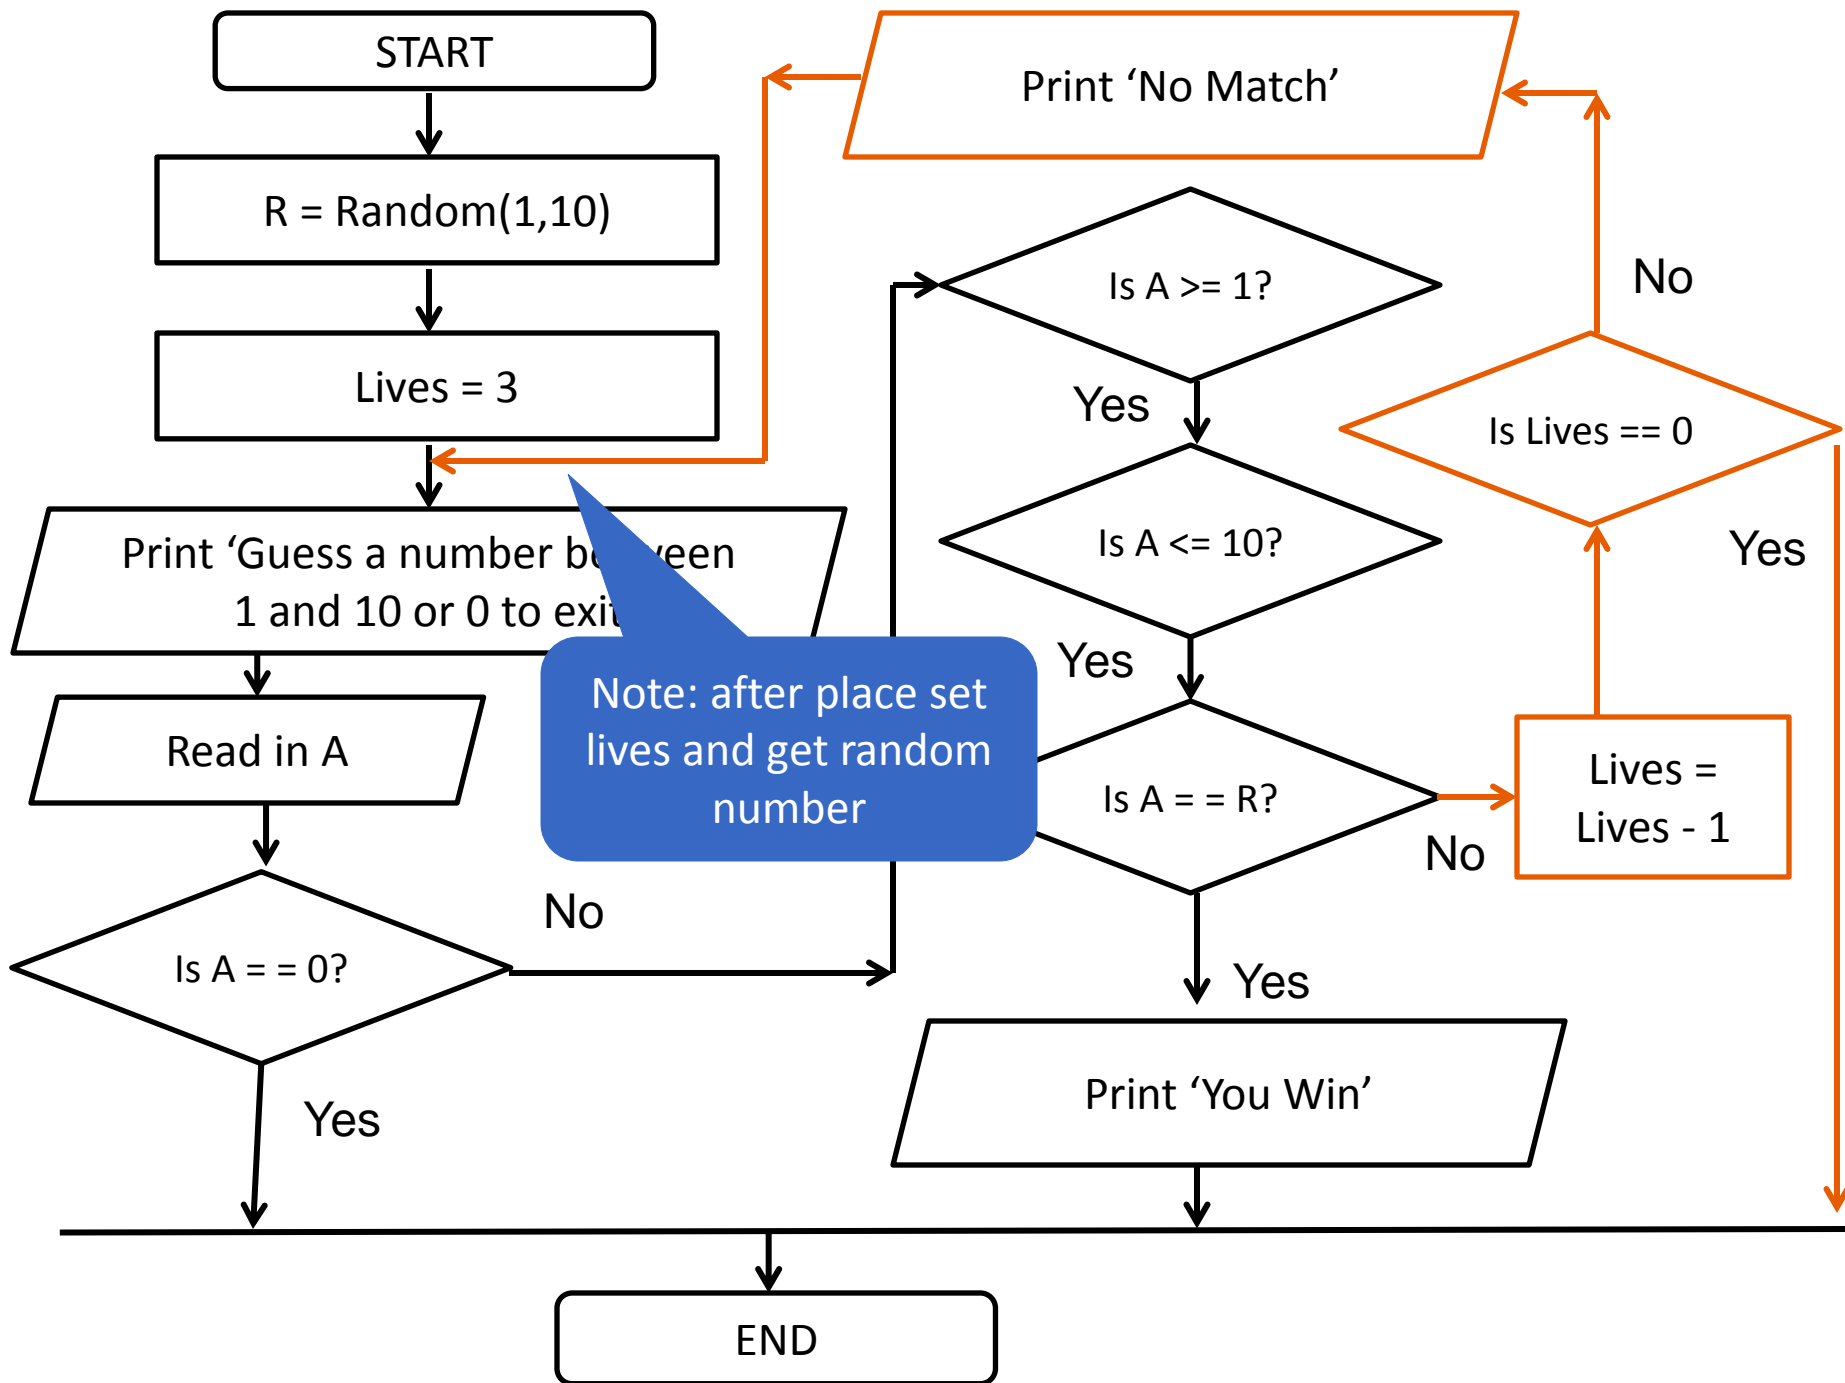 START
R = Random(1,10)
Lives = 3
Print ‘Guess a number
1 and 10 or 0 to exit
Read in A
Is A = = 0?
No
Yes
Note: after place set
lives and get random
number
Print ‘No Match’
Is A >= 1?
Yes
Is A <= 10?
Yes
Is A = = R?
No
Yes
Print ‘You Win’
Lives =
Lives - 1
Is Lives == 0
No
Yes
END